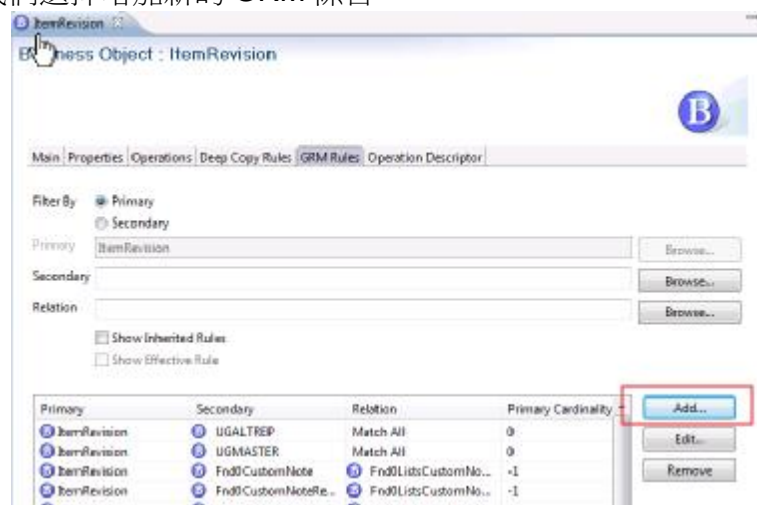 ItemRevision
Business Object : ItemRevision
B
Main Properties Operations Deep Copy Rules GRM Rules Operation Descriptor
Filter By Primary
Secondary
Primary ItemRevision Browse...
Secondary Browse...
Relation Browse...
Show Inherited Rules
Show Effective Rule
Primary Secondary Relation Primary Cardinality Add...
ItemRevision UGALTREP Match All 0
Edit...
ItemRevision UGMASTER Match All 0
ItemRevision Fnd0CustomNote Fnd0ListsCustomNo... -1 Remove
ItemRevision Fnd0CustomNoteRe... Fnd0ListsCustomNo... -1